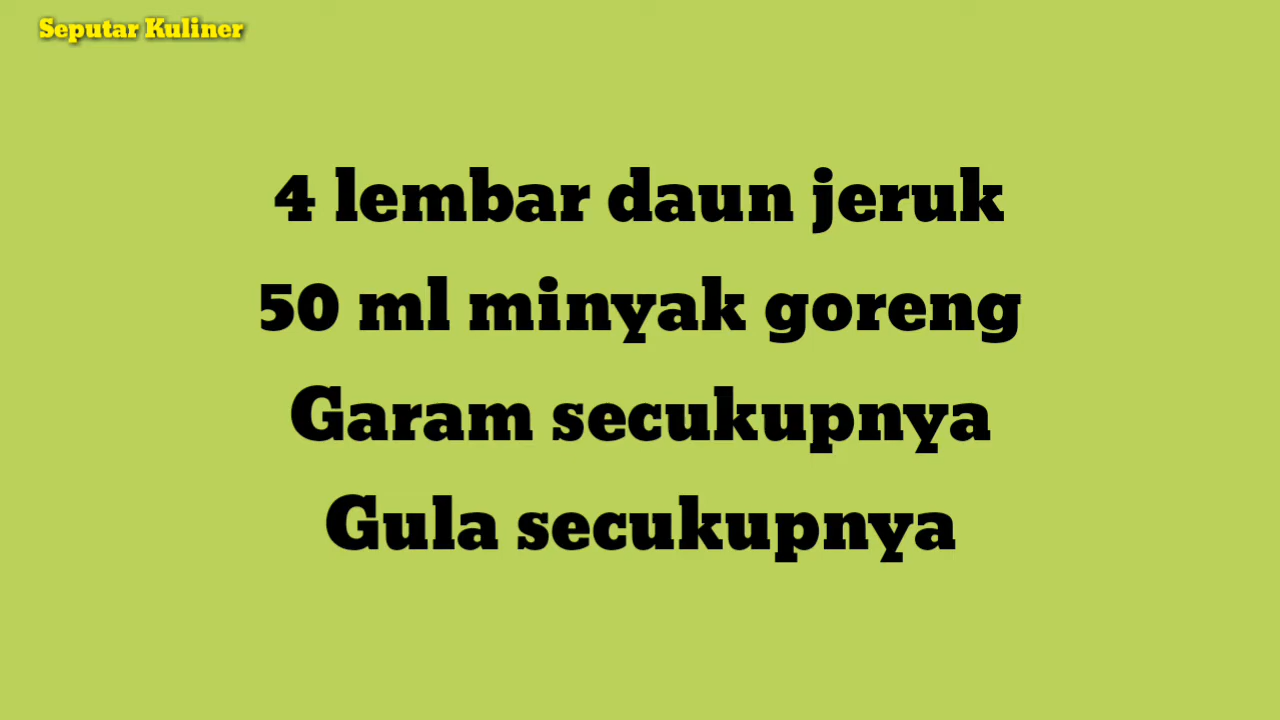 Seputar Kuliner
4 lembar daun jeruk
50 ml minyak goreng
Garam secukupnya
Gula secukupnya